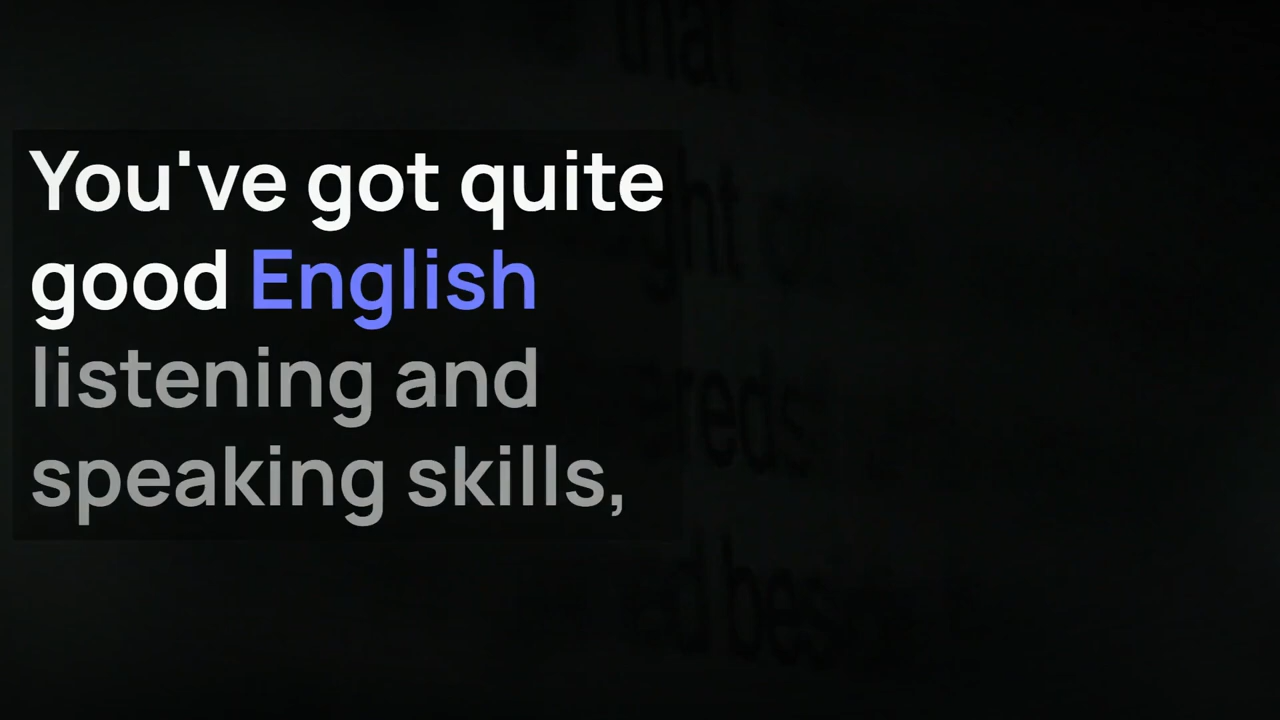 You've got quite
good English
listening and
speaking skills,